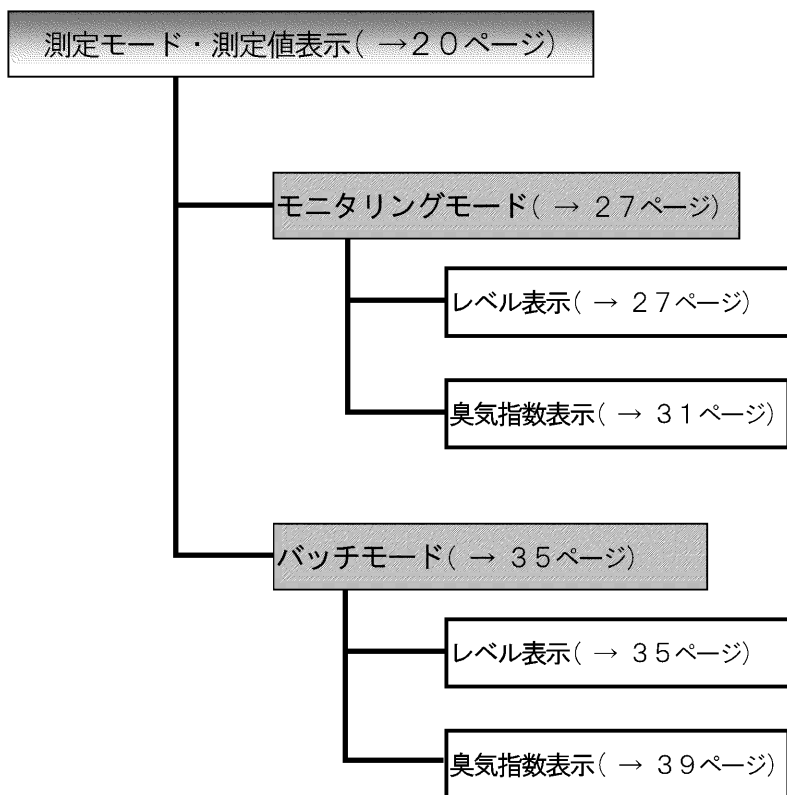 測定モード・測定値表示( →20ページ)
モニタリングモード( → 27ページ)
レベル表示( → 27ページ)
臭気指数表示( → 31ページ)
バッチモード( → 35ページ)
レベル表示( → 35ページ)
臭気指数表示( → 39ページ)